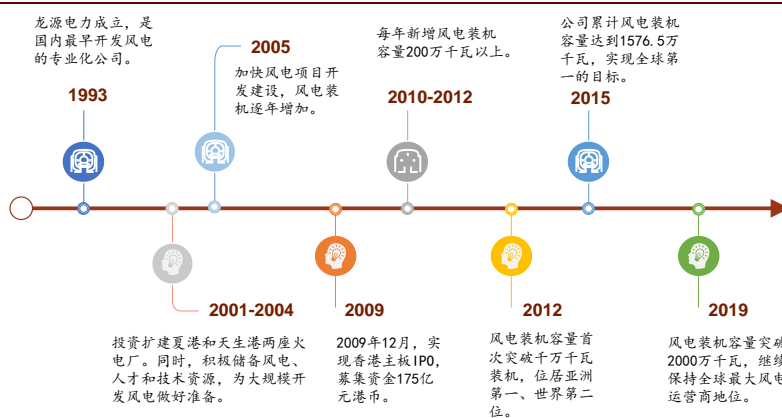 龙源电力成立，是
国内最早开发风电
的专业化公司。
1993
2005
加快风电项目开
发建设，风电装
机逐年增加。
每年新增风电装机
容量200万千瓦以上。
2010-2012
公司累计风电装机
容量达到1576.5万
千瓦，实现全球第
一的目标。
2015
2001-2004
投资扩建夏港和天生港两座火
电厂。同时，积极储备风电、
人才和技术资源，为大规模开
发风电做好准备。
2009
2009年12月，实
现香港主板IPO，
募集资金175亿
元港币。
2012
风电装机容量首
次突破千万千瓦
装机，位居亚洲
第一、世界第二
位。
2019
风电装机容量突破
2000万千瓦，继续
保持全球最大风电
运营商地位。